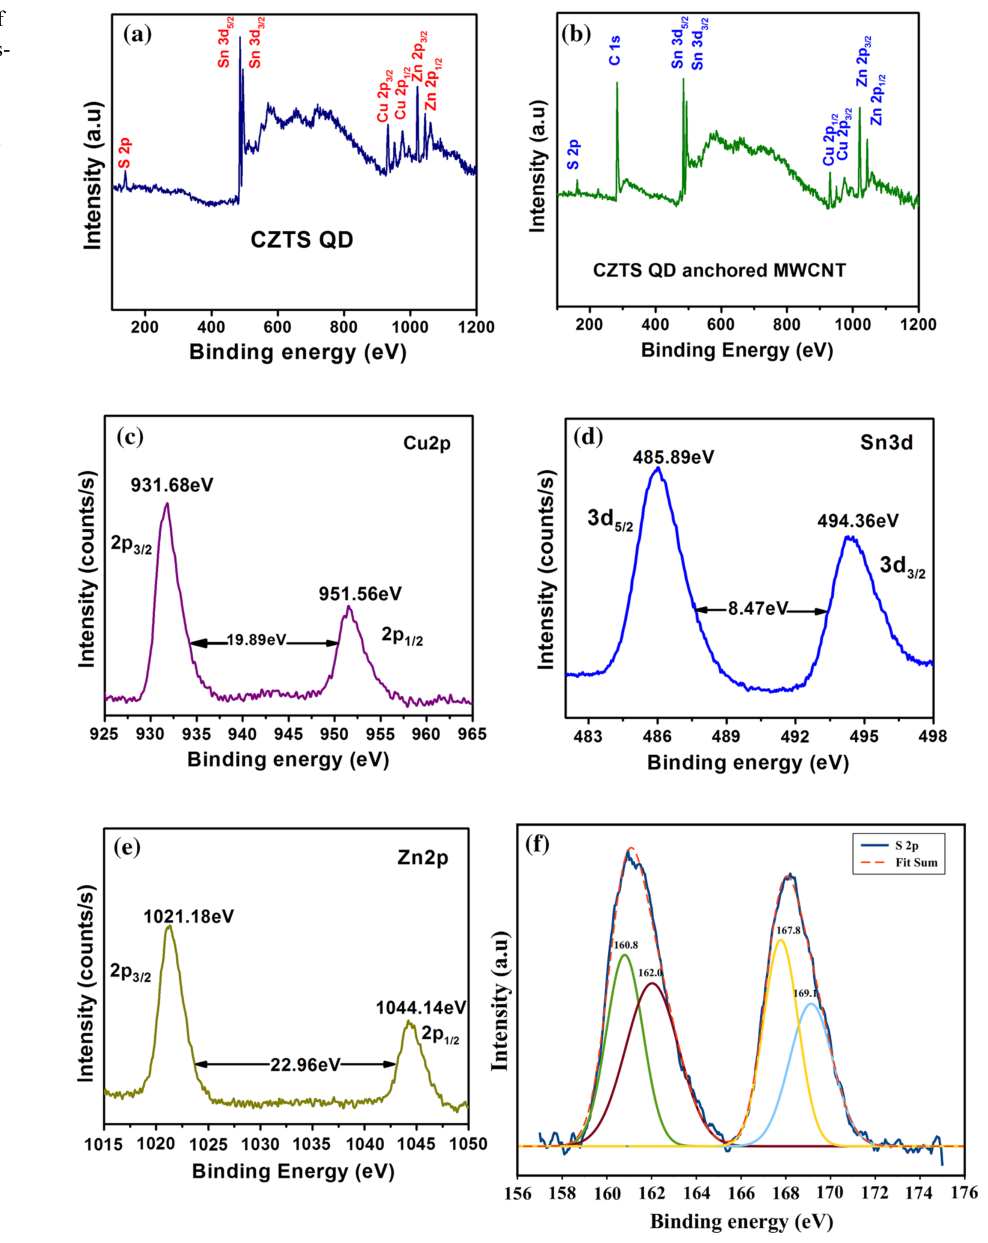 f
s-
(a)
Sn 3d5/2
Sn 3d3/2
S 2p
Cu 2p3/2
Cu 2p1/2
Zn 2p3/2
Zn 2p1/2
CZTS QD
Intensity (a.u)
200 400 600 800 1000 1200
Binding energy (eV)
(b)
C 1s
Sn 3d5/2
Sn 3d3/2
S 2p
Cu 2p1/2
Cu 2p3/2
Zn 2p3/2
Zn 2p1/2
CZTS QD anchored MWCNT
Intensity (a.u)
200 400 600 800 1000 1200
Binding Energy (eV)
(c)
Cu2p
931.68eV
2p3/2
951.56eV
19.89eV
2p1/2
Intensity (counts/s)
925 930 935 940 945 950 955 960 965
Binding energy (eV)
(d)
Sn3d
485.89eV
3d5/2
494.36eV
3d3/2
8.47eV
Intensity (counts/s)
483 486 489 492 495 498
Binding energy (eV)
(e)
Zn2p
1021.18eV
2p3/2
1044.14eV
2p1/2
22.96eV
Intensity (counts/s)
1015 1020 1025 1030 1035 1040 1045 1050
Binding Energy (eV)
(f)
S 2p
Fit Sum
160.8
162.0
167.8
169.1
Intensity (a.u)
156 158 160 162 164 166 168 170 172 174 176
Binding energy (eV)